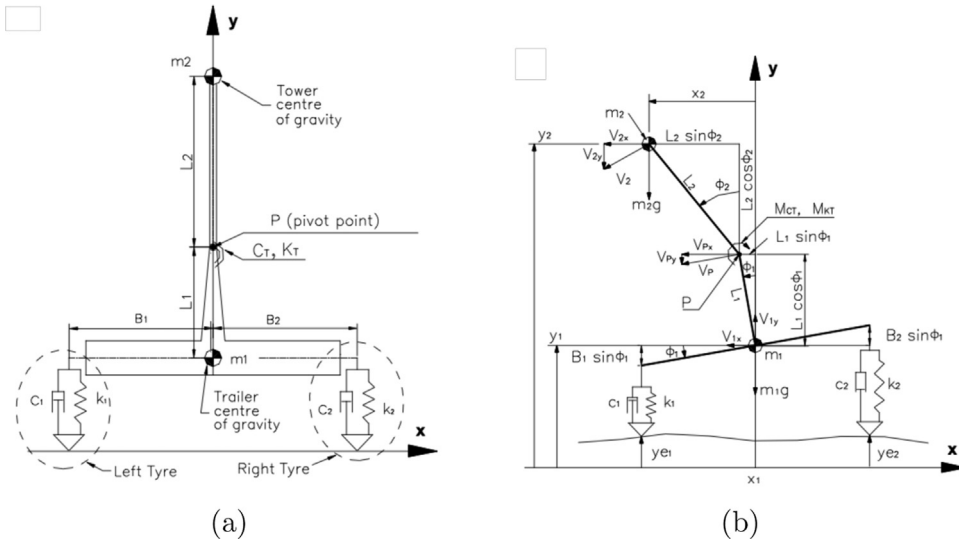 y
m2
Tower
centre
of gravity
L2
P (pivot point)
CT, KT
L1
B1
B2
m1
C1
k1
Trailer
centre
of gravity
C2
k2
x
Left Tyre
Right Tyre
(a)
y
x2
m2
y2
V2x
L2 sinΦ2
V2y
V2
L2
Φ2
L2 cosΦ2
m2g
MCT, MKT
L1 sinΦ1
VPx
VPy
VP
Φ1
P
L1
L1 cosΦ1
V1y
y1
V1x
B2 sinΦ1
B1 sinΦ1
Φ1
m1
m1g
C1
k1
C2
k2
ye1
ye2
x
x1
(b)